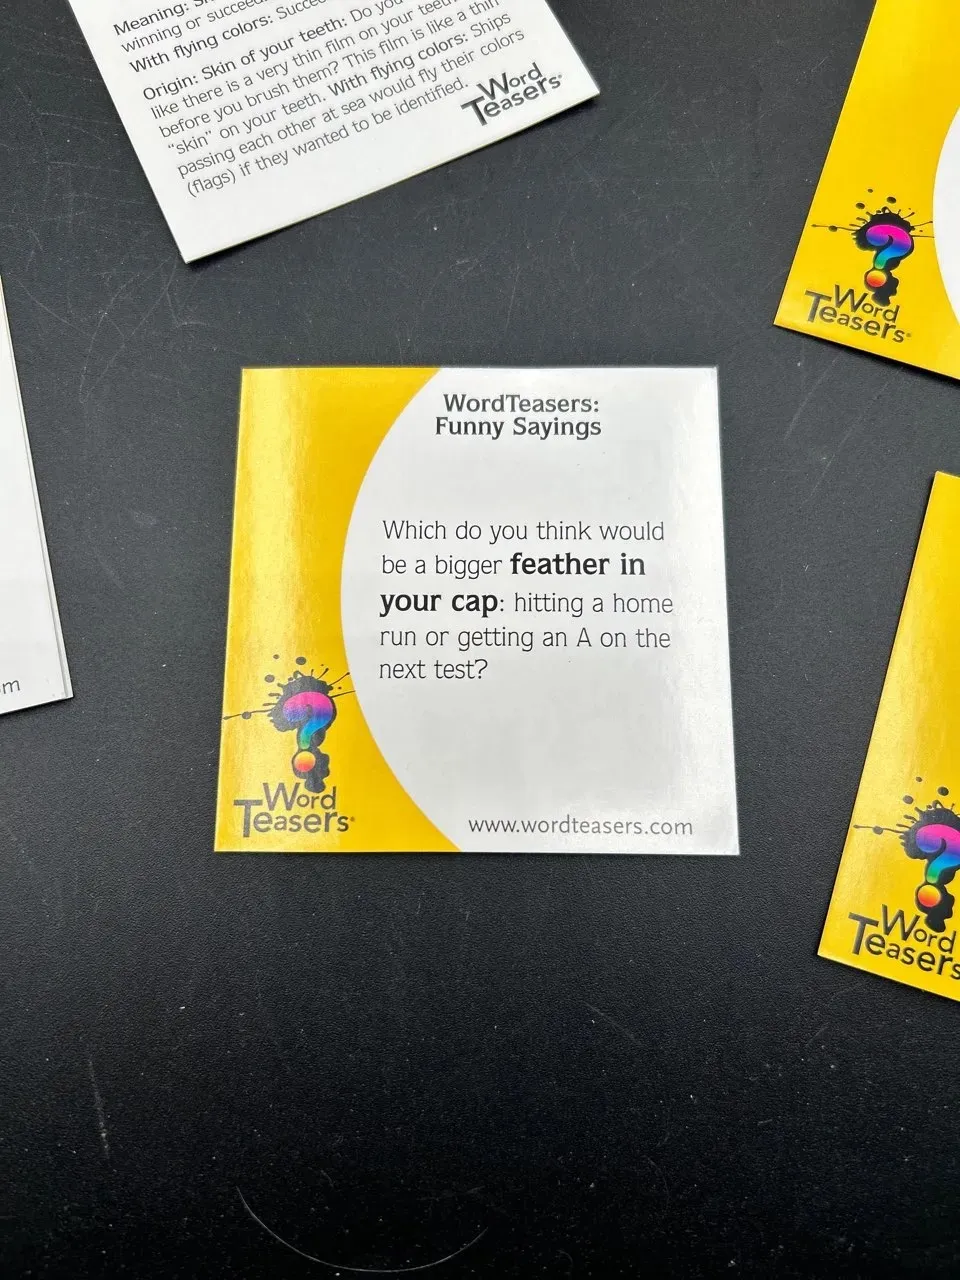 Meaning:
winning or
With flying colors:
Origin: Skin of your teeth: Do you
like there is a very thin film on your teeth
before you brush them? This film is like a thin
"skin" on your teeth. With flying colors: Ships
passing each other at sea would fly their colors
(flags) if they wanted to be identified.
Word
Teasers®
Word
Teasers®
WordTeasers:
Funny Sayings
Which do you think would
be a bigger feather in
your cap: hitting a home
run or getting an A on the
next test?
Word
Teasers®
www.wordteasers.com
Word
Teasers